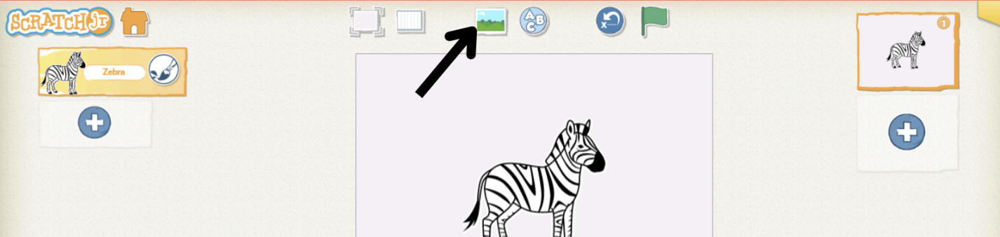 SCRATCH jr
A B C
x
1
Zebra